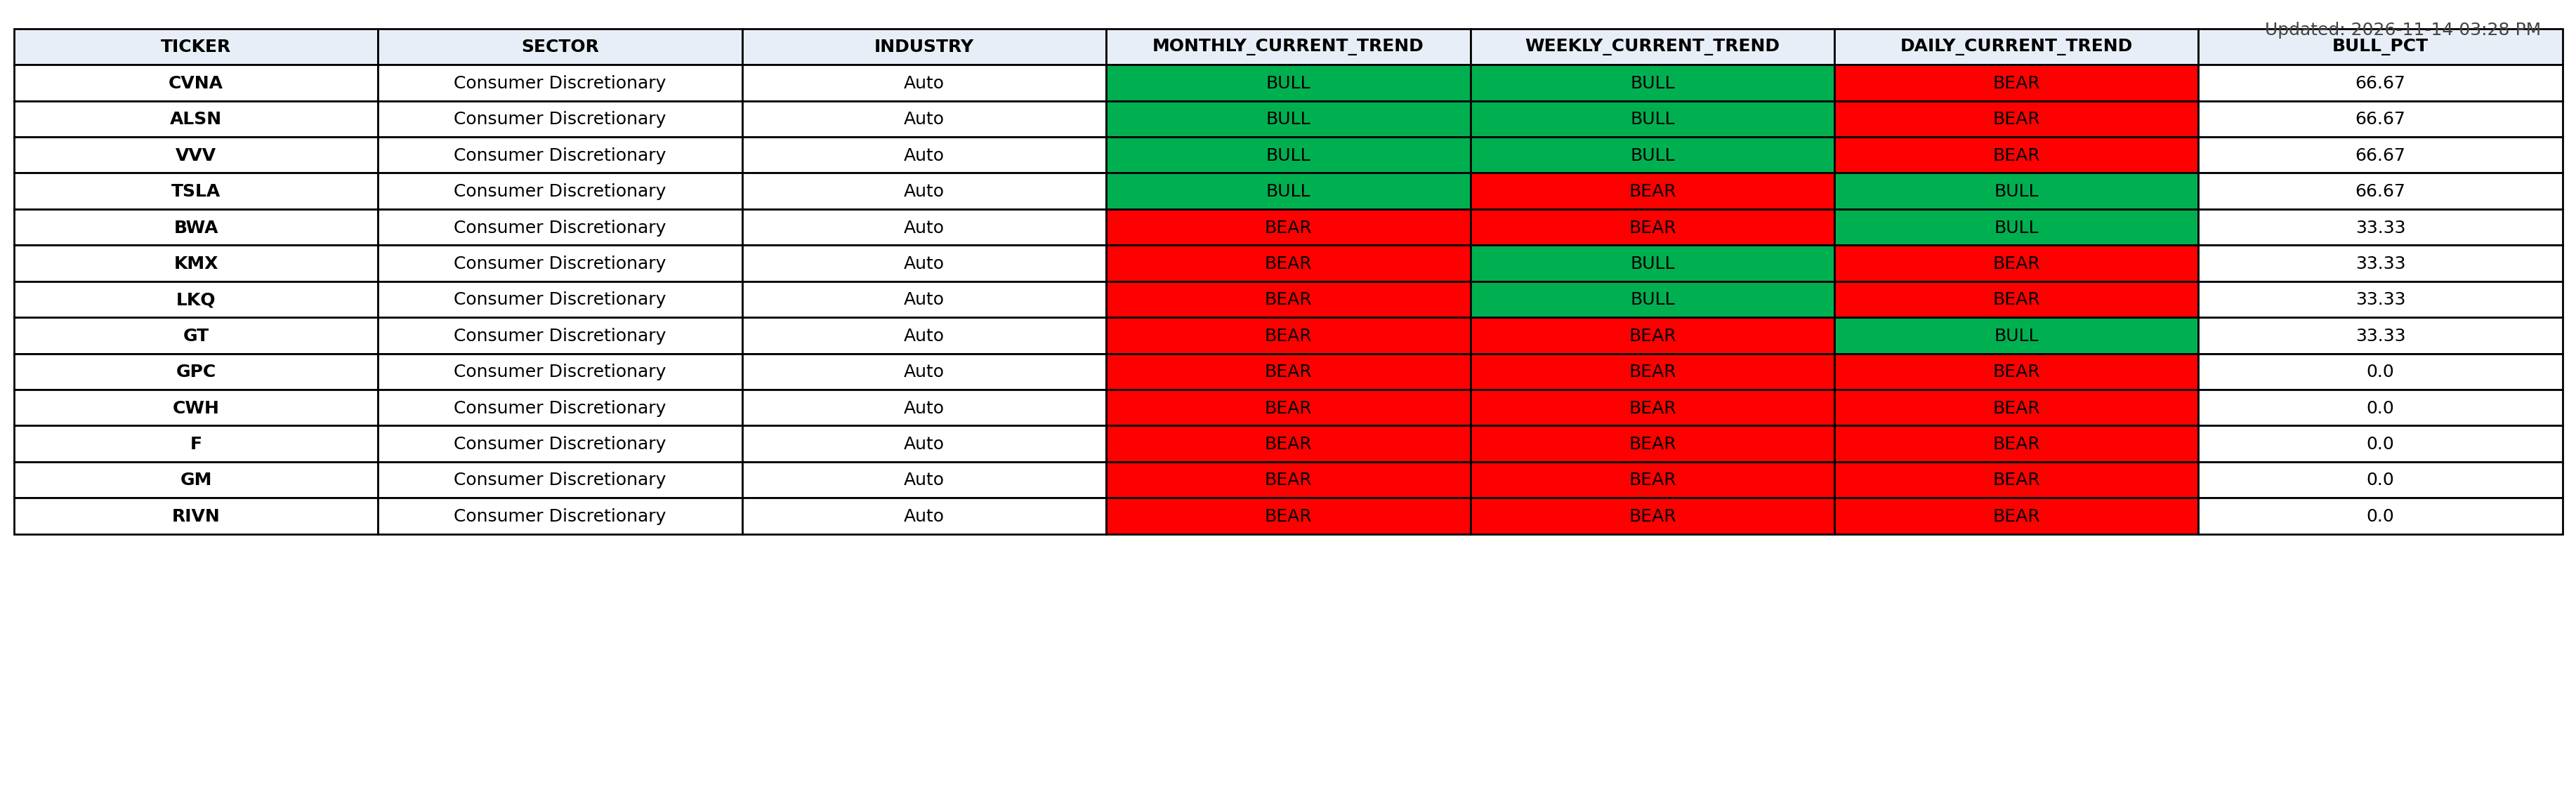 Updated: 2026-11-14 03:28 PM
TICKER SECTOR INDUSTRY MONTHLY_CURRENT_TREND WEEKLY_CURRENT_TREND DAILY_CURRENT_TREND BULL_PCT
CVNA Consumer Discretionary Auto BULL BULL BEAR 66.67
ALSN Consumer Discretionary Auto BULL BULL BEAR 66.67
VVV Consumer Discretionary Auto BULL BULL BEAR 66.67
TSLA Consumer Discretionary Auto BULL BEAR BULL 66.67
BWA Consumer Discretionary Auto BEAR BEAR BULL 33.33
KMX Consumer Discretionary Auto BEAR BULL BEAR 33.33
LKQ Consumer Discretionary Auto BEAR BULL BEAR 33.33
GT Consumer Discretionary Auto BEAR BEAR BULL 33.33
GPC Consumer Discretionary Auto BEAR BEAR BEAR 0.0
CWH Consumer Discretionary Auto BEAR BEAR BEAR 0.0
F Consumer Discretionary Auto BEAR BEAR BEAR 0.0
GM Consumer Discretionary Auto BEAR BEAR BEAR 0.0
RIVN Consumer Discretionary Auto BEAR BEAR BEAR 0.0